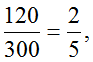 120/300 = 2/5,